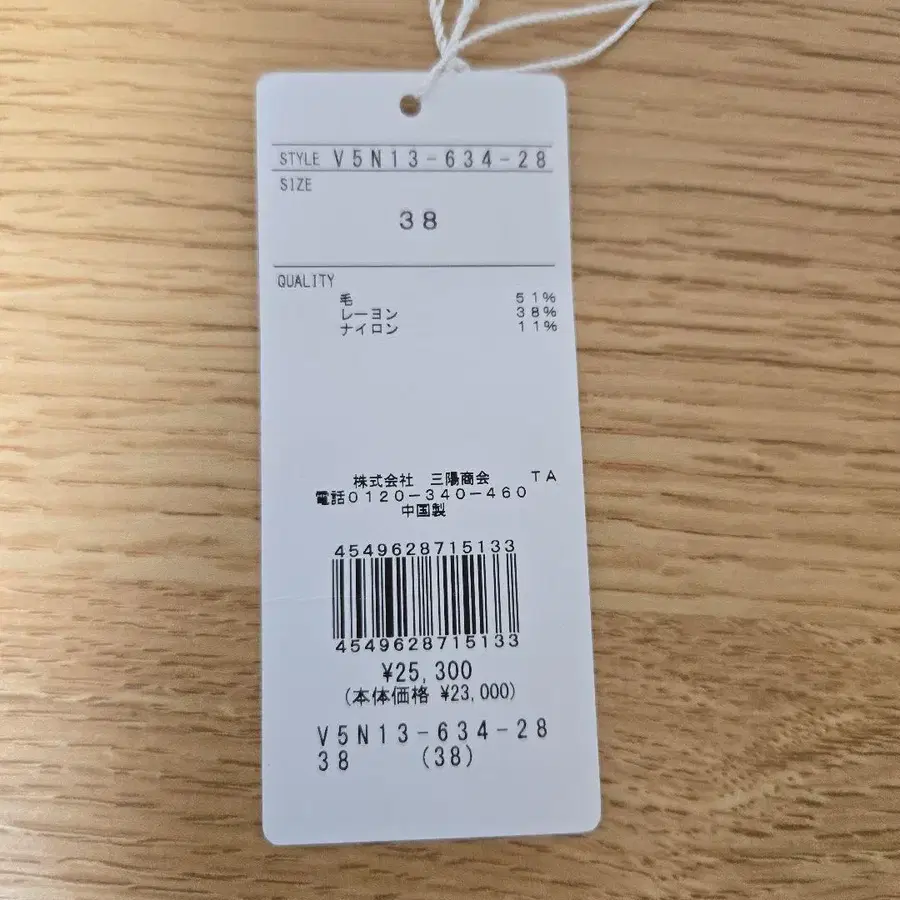 STYLE V5N13-634-28
SIZE
38
QUALITY
毛 51%
レーヨン 38%
ナイロン 11%
株式会社 三陽商会 TA
電話0120-340-460
中国製
4549628715133
4549628715133
¥25,300
(本体価格 ¥23,000)
V5N13-634-28
38 (38)